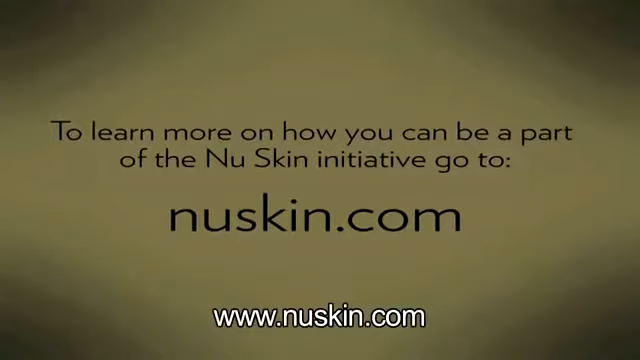 To learn more on how you can be a part
of the Nu Skin initiative go to:
nuskin.com
www.nuskin.com